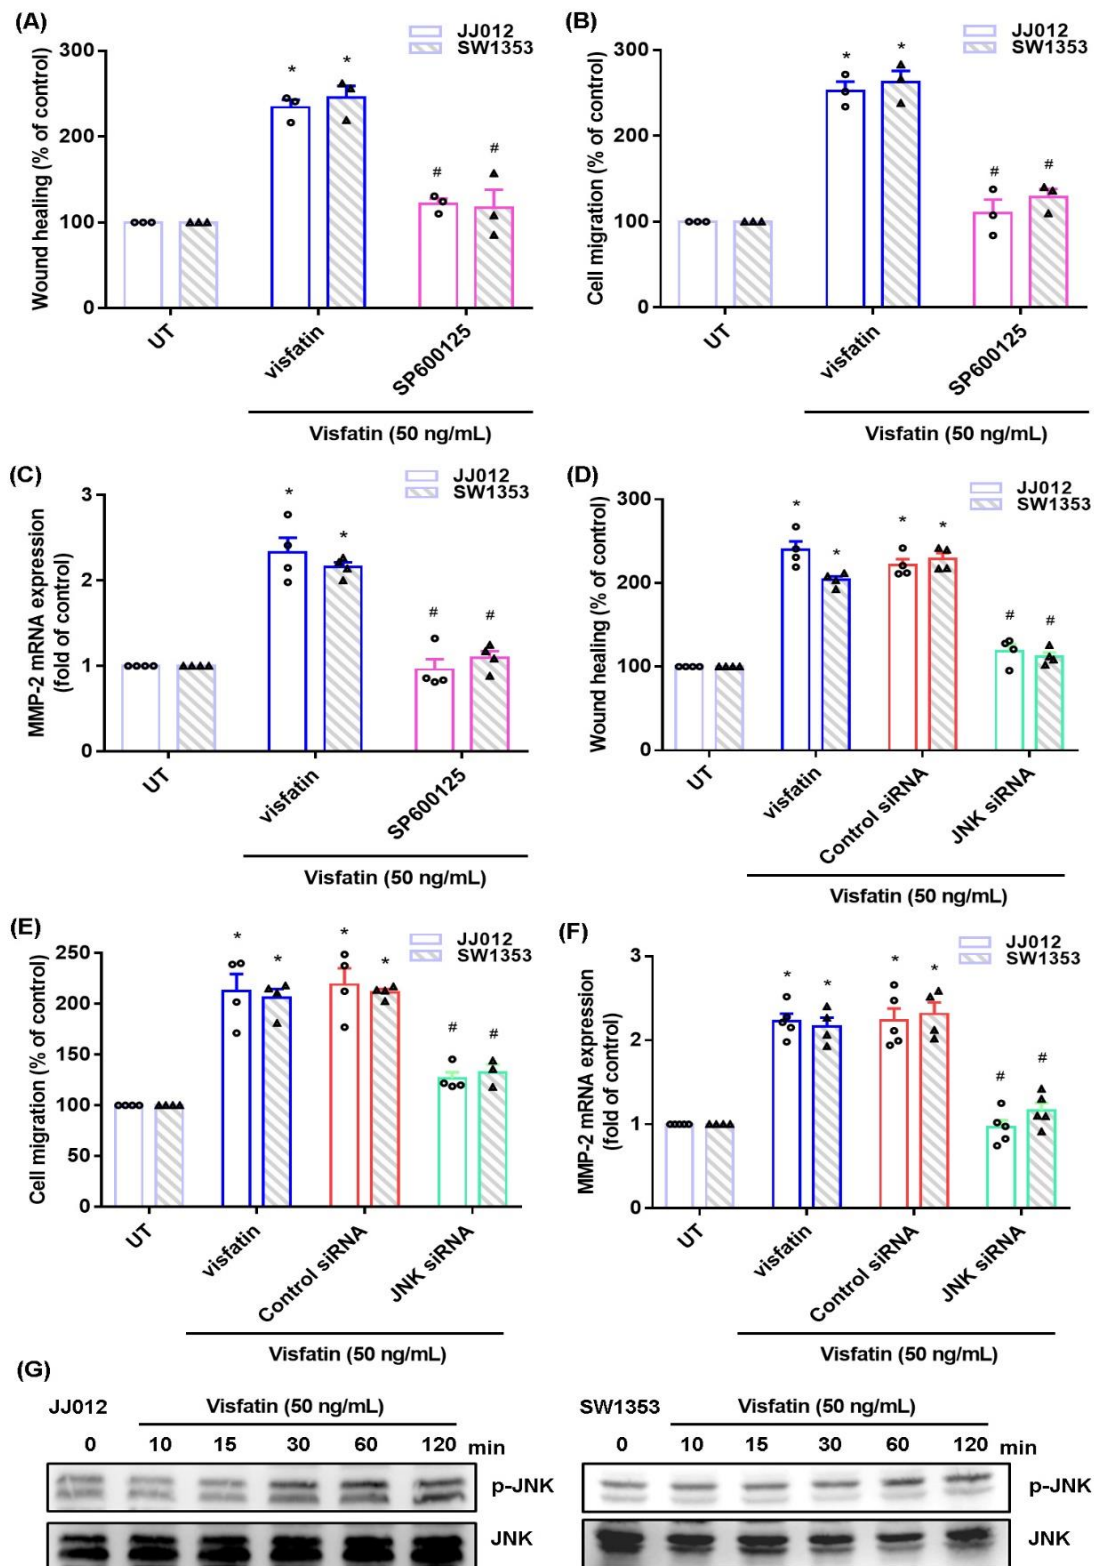 (A)
JJ012
SW1353
Wound healing (% of control)
300
200
100
0
* * # #
UT
visfatin
SP600125
Visfatin (50 ng/mL)
(B)
JJ012
SW1353
Cell migration (% of control)
300
200
100
0
* * # #
UT
visfatin
SP600125
Visfatin (50 ng/mL)
(C)
JJ012
SW1353
MMP-2 mRNA expression
(fold of control)
3
2
1
0
* * # #
UT
visfatin
SP600125
Visfatin (50 ng/mL)
(D)
JJ012
SW1353
Wound healing (% of control)
300
200
100
0
* * * * # #
UT
visfatin
Control siRNA
JNK siRNA
Visfatin (50 ng/mL)
(E)
JJ012
SW1353
Cell migration (% of control)
250
200
150
100
50
0
* * * * # #
UT
visfatin
Control siRNA
JNK siRNA
Visfatin (50 ng/mL)
(F)
JJ012
SW1353
MMP-2 mRNA expression
(fold of control)
3
2
1
0
* * * * # #
UT
visfatin
Control siRNA
JNK siRNA
Visfatin (50 ng/mL)
(G)
JJ012 Visfatin (50 ng/mL)
0 10 15 30 60 120 min
p-JNK
JNK
SW1353 Visfatin (50 ng/mL)
0 10 15 30 60 120 min
p-JNK
JNK